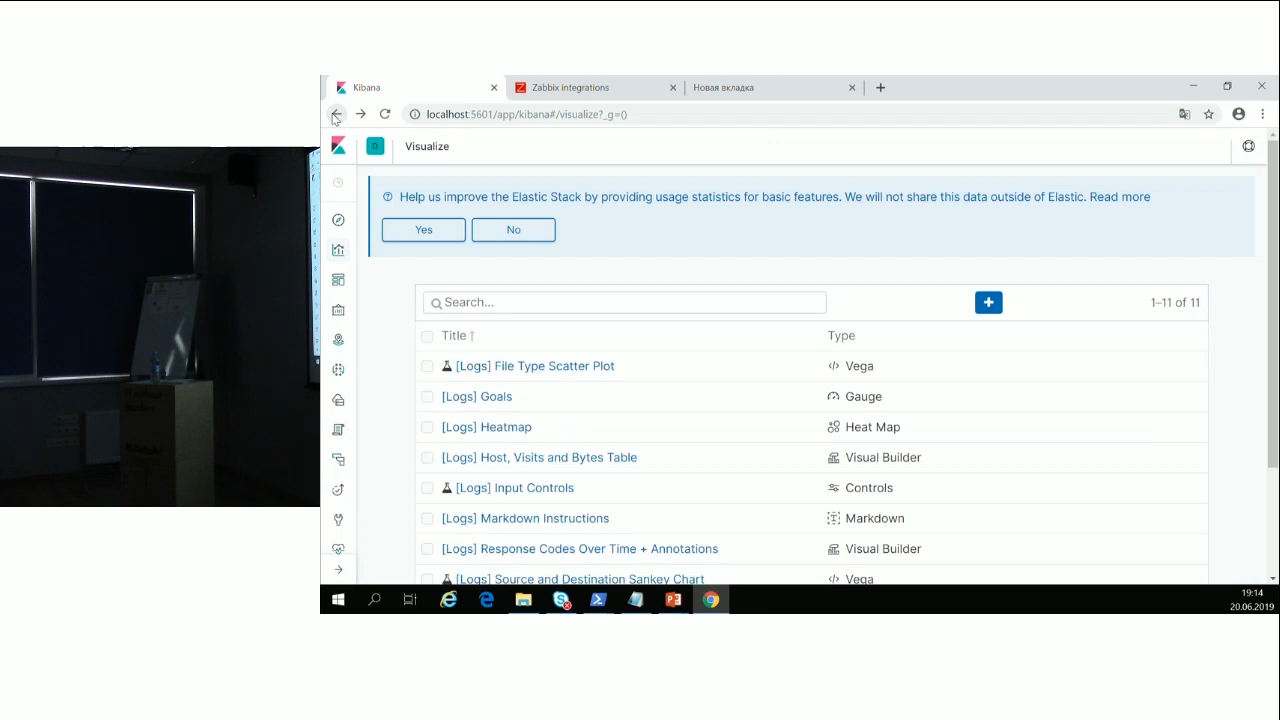 Kibana
Zabbix integrations
Новая вкладка
localhost:5601/app/kibana#/visualize?_g=()
D
Visualize
Help us improve the Elastic Stack by providing usage statistics for basic features. We will not share this data outside of Elastic. Read more
Yes
No
Search...
1–11 of 11
Title
Type
[Logs] File Type Scatter Plot
Vega
[Logs] Goals
Gauge
[Logs] Heatmap
Heat Map
[Logs] Host, Visits and Bytes Table
Visual Builder
[Logs] Input Controls
Controls
[Logs] Markdown Instructions
Markdown
[Logs] Response Codes Over Time + Annotations
Visual Builder
[Logs] Source and Destination Sankey Chart
Vega
19:14
20.06.2019